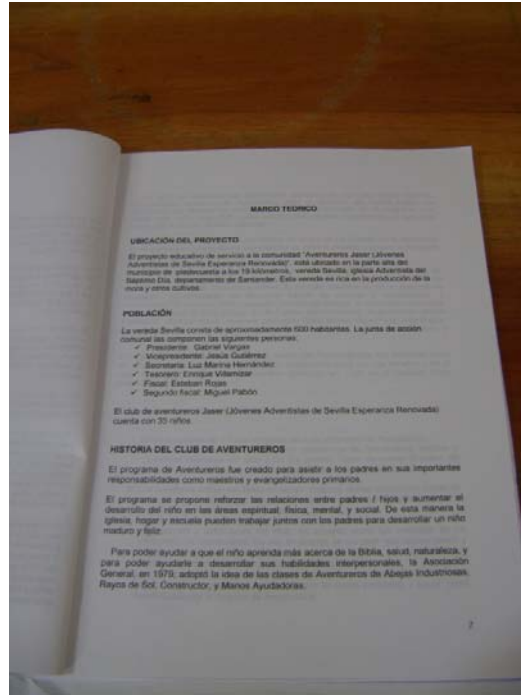 MARCO TEORICO
UBICACIÓN DEL PROYECTO
El proyecto educativo de servicio a la comunidad "Aventureros Jaser (Jóvenes
Adventistas de Sevilla Esperanza Renovada)", está ubicado en la parte alta del
municipio de piedecuesta a los 19 kilómetros, vereda Sevilla, iglesia Adventista del
Séptimo Día, departamento de Santander. Esta vereda es rica en la producción de la
mora y otros cultivos.
POBLACIÓN
La vereda Sevilla consta de aproximadamente 600 habitantes. La junta de acción
comunal las componen las siguientes personas:
✓ Presidente: Gabriel Vargas
✓ Vicepresidente: Jesús Gutiérrez
✓ Secretaria: Luz Marina Hernández
✓ Tesorero: Enrique Villamizar
✓ Fiscal: Esteban Rojas
✓ Segundo fiscal: Miguel Pabón
El club de aventureros Jaser (Jóvenes Adventistas de Sevilla Esperanza Renovada)
cuenta con 35 niños.
HISTORIA DEL CLUB DE AVENTUREROS
El programa de Aventureros fue creado para asistir a los padres en sus importantes
responsabilidades como maestros y evangelizadores primarios.
El programa se propone reforzar las relaciones entre padres / hijos y aumentar el
desarrollo del niño en las áreas espiritual, física, mental, y social. De esta manera la
iglesia, hogar y escuela pueden trabajar juntos con los padres para desarrollar un niño
maduro y feliz.
Para poder ayudar a que el niño aprenda más acerca de la Biblia, salud, naturaleza, y
para poder ayudarle a desarrollar sus habilidades interpersonales, la Asociación
General, en 1979, adoptó la idea de las clases de Aventureros de Abejas Industriosas,
Rayos de Sol, Constructor, y Manos Ayudadoras.
7